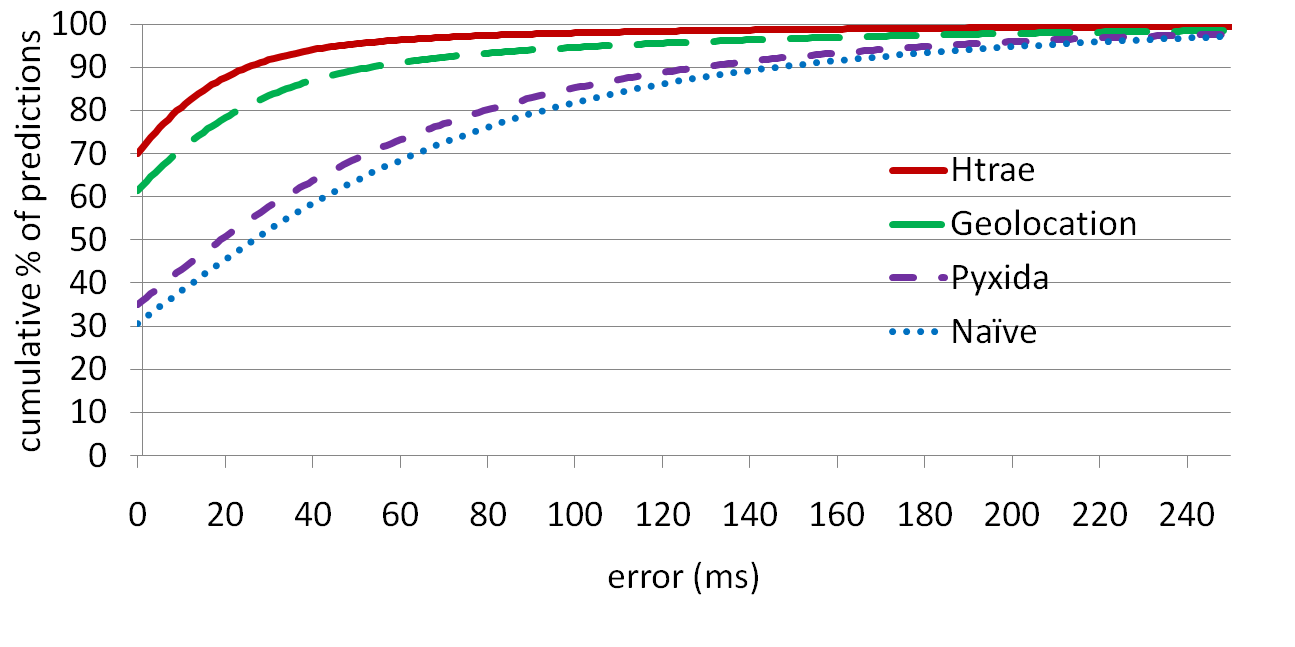 cumulative % of predictions
100
90
80
70
60
50
40
30
20
10
0
0 20 40 60 80 100 120 140 160 180 200 220 240
error (ms)
Htrae
Geolocation
Pyxida
Naïve